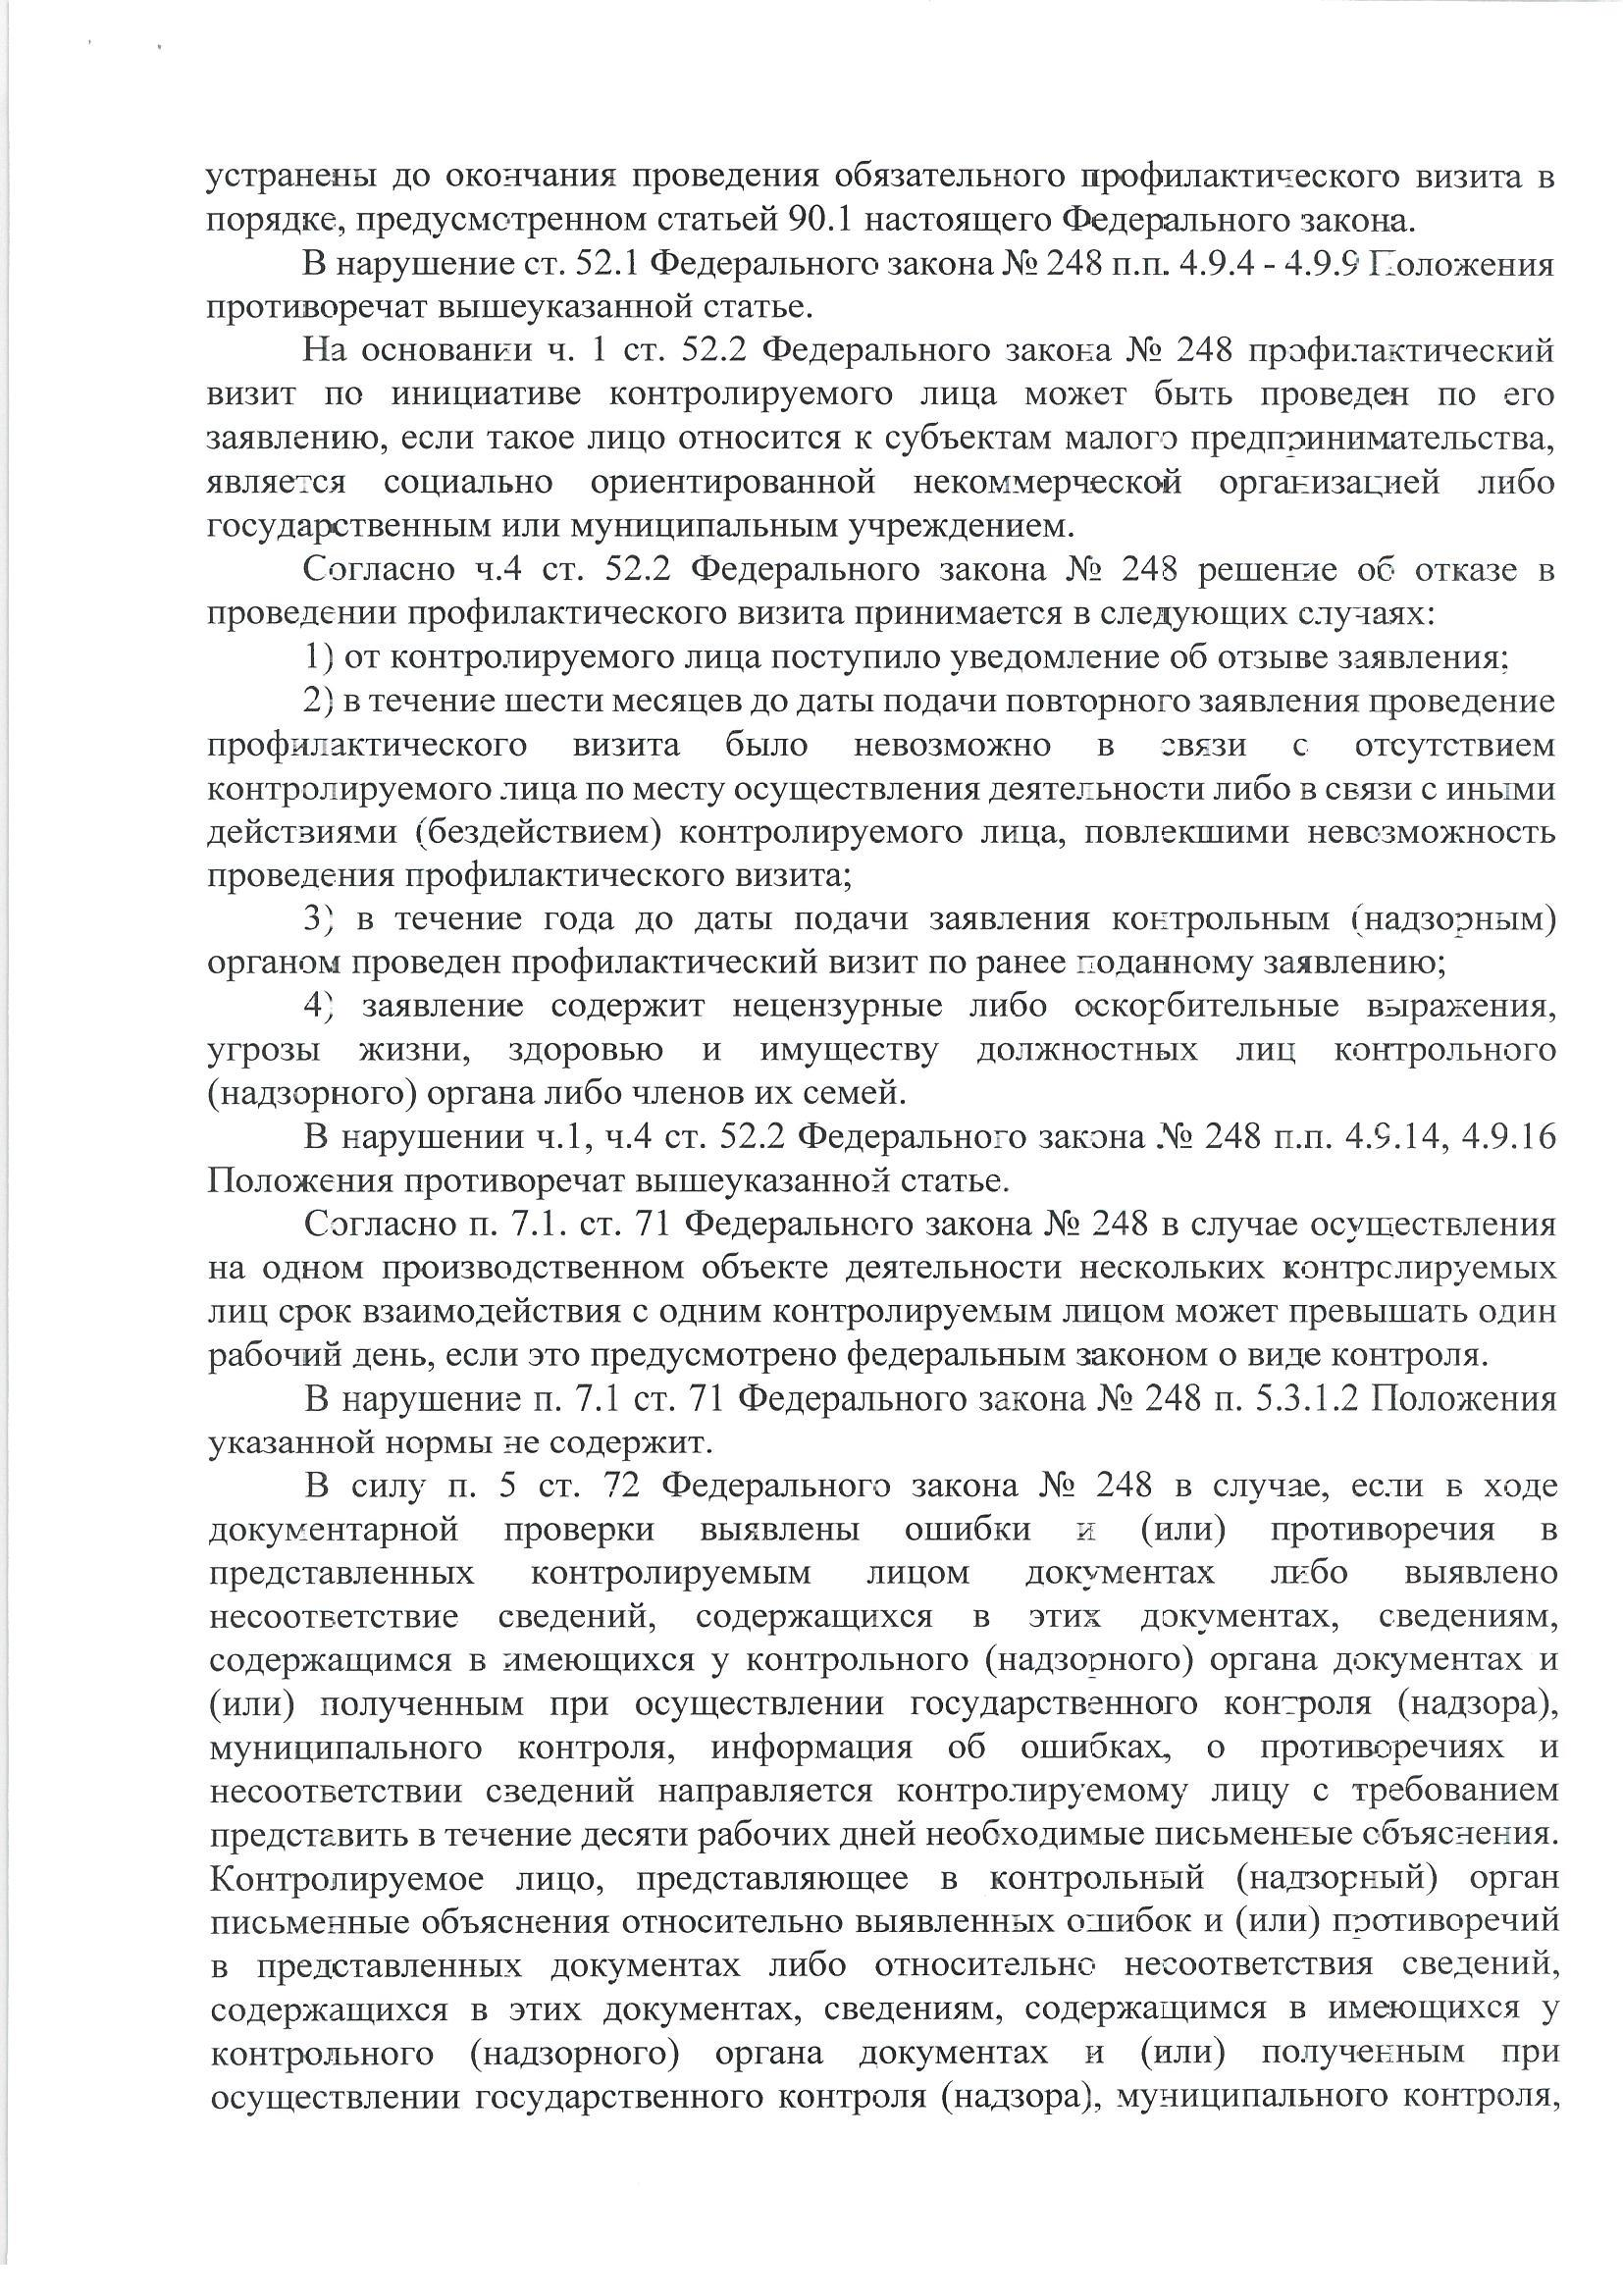 устранены до окончания проведения обязательного профилактического визита в
порядке, предусмотренном статьей 90.1 настоящего Федерального закона.
В нарушение ст. 52.1 Федерального закона № 248 п.п. 4.9.4 - 4.9.9 Положения
противоречат вышеуказанной статье.
На основании ч. 1 ст. 52.2 Федерального закона № 248 профилактический
визит по инициативе контролируемого лица может быть проведен по его
заявлению, если такое лицо относится к субъектам малого предпринимательства,
является социально ориентированной некоммерческой организацией либо
государственным или муниципальным учреждением.
Согласно ч.4 ст. 52.2 Федерального закона № 248 решение об отказе в
проведении профилактического визита принимается в следующих случаях:
1) от контролируемого лица поступило уведомление об отзыве заявления;
2) в течение шести месяцев до даты подачи повторного заявления проведение
профилактического визита было невозможно в связи с отсутствием
контролируемого лица по месту осуществления деятельности либо в связи с иными
действиями (бездействием) контролируемого лица, повлекшими невозможность
проведения профилактического визита;
3) в течение года до даты подачи заявления контрольным (надзорным)
органом проведен профилактический визит по ранее поданному заявлению;
4) заявление содержит нецензурные либо оскорбительные выражения,
угрозы жизни, здоровью и имуществу должностных лиц контрольного
(надзорного) органа либо членов их семей.
В нарушении ч.1, ч.4 ст. 52.2 Федерального закона № 248 п.п. 4.9.14, 4.9.16
Положения противоречат вышеуказанной статье.
Согласно п. 7.1. ст. 71 Федерального закона № 248 в случае осуществления
на одном производственном объекте деятельности нескольких контролируемых
лиц срок взаимодействия с одним контролируемым лицом может превышать один
рабочий день, если это предусмотрено федеральным законом о виде контроля.
В нарушение п. 7.1 ст. 71 Федерального закона № 248 п. 5.3.1.2 Положения
указанной нормы не содержит.
В силу п. 5 ст. 72 Федерального закона № 248 в случае, если в ходе
документарной проверки выявлены ошибки и (или) противоречия в
представленных контролируемым лицом документах либо выявлено
несоответствие сведений, содержащихся в этих документах, сведениям,
содержащимся в имеющихся у контрольного (надзорного) органа документах и
(или) полученным при осуществлении государственного контроля (надзора),
муниципального контроля, информация об ошибках, о противоречиях и
несоответствии сведений направляется контролируемому лицу с требованием
представить в течение десяти рабочих дней необходимые письменные объяснения.
Контролируемое лицо, представляющее в контрольный (надзорный) орган
письменные объяснения относительно выявленных ошибок и (или) противоречий
в представленных документах либо относительно несоответствия сведений,
содержащихся в этих документах, сведениям, содержащимся в имеющихся у
контрольного (надзорного) органа документах и (или) полученным при
осуществлении государственного контроля (надзора), муниципального контроля,